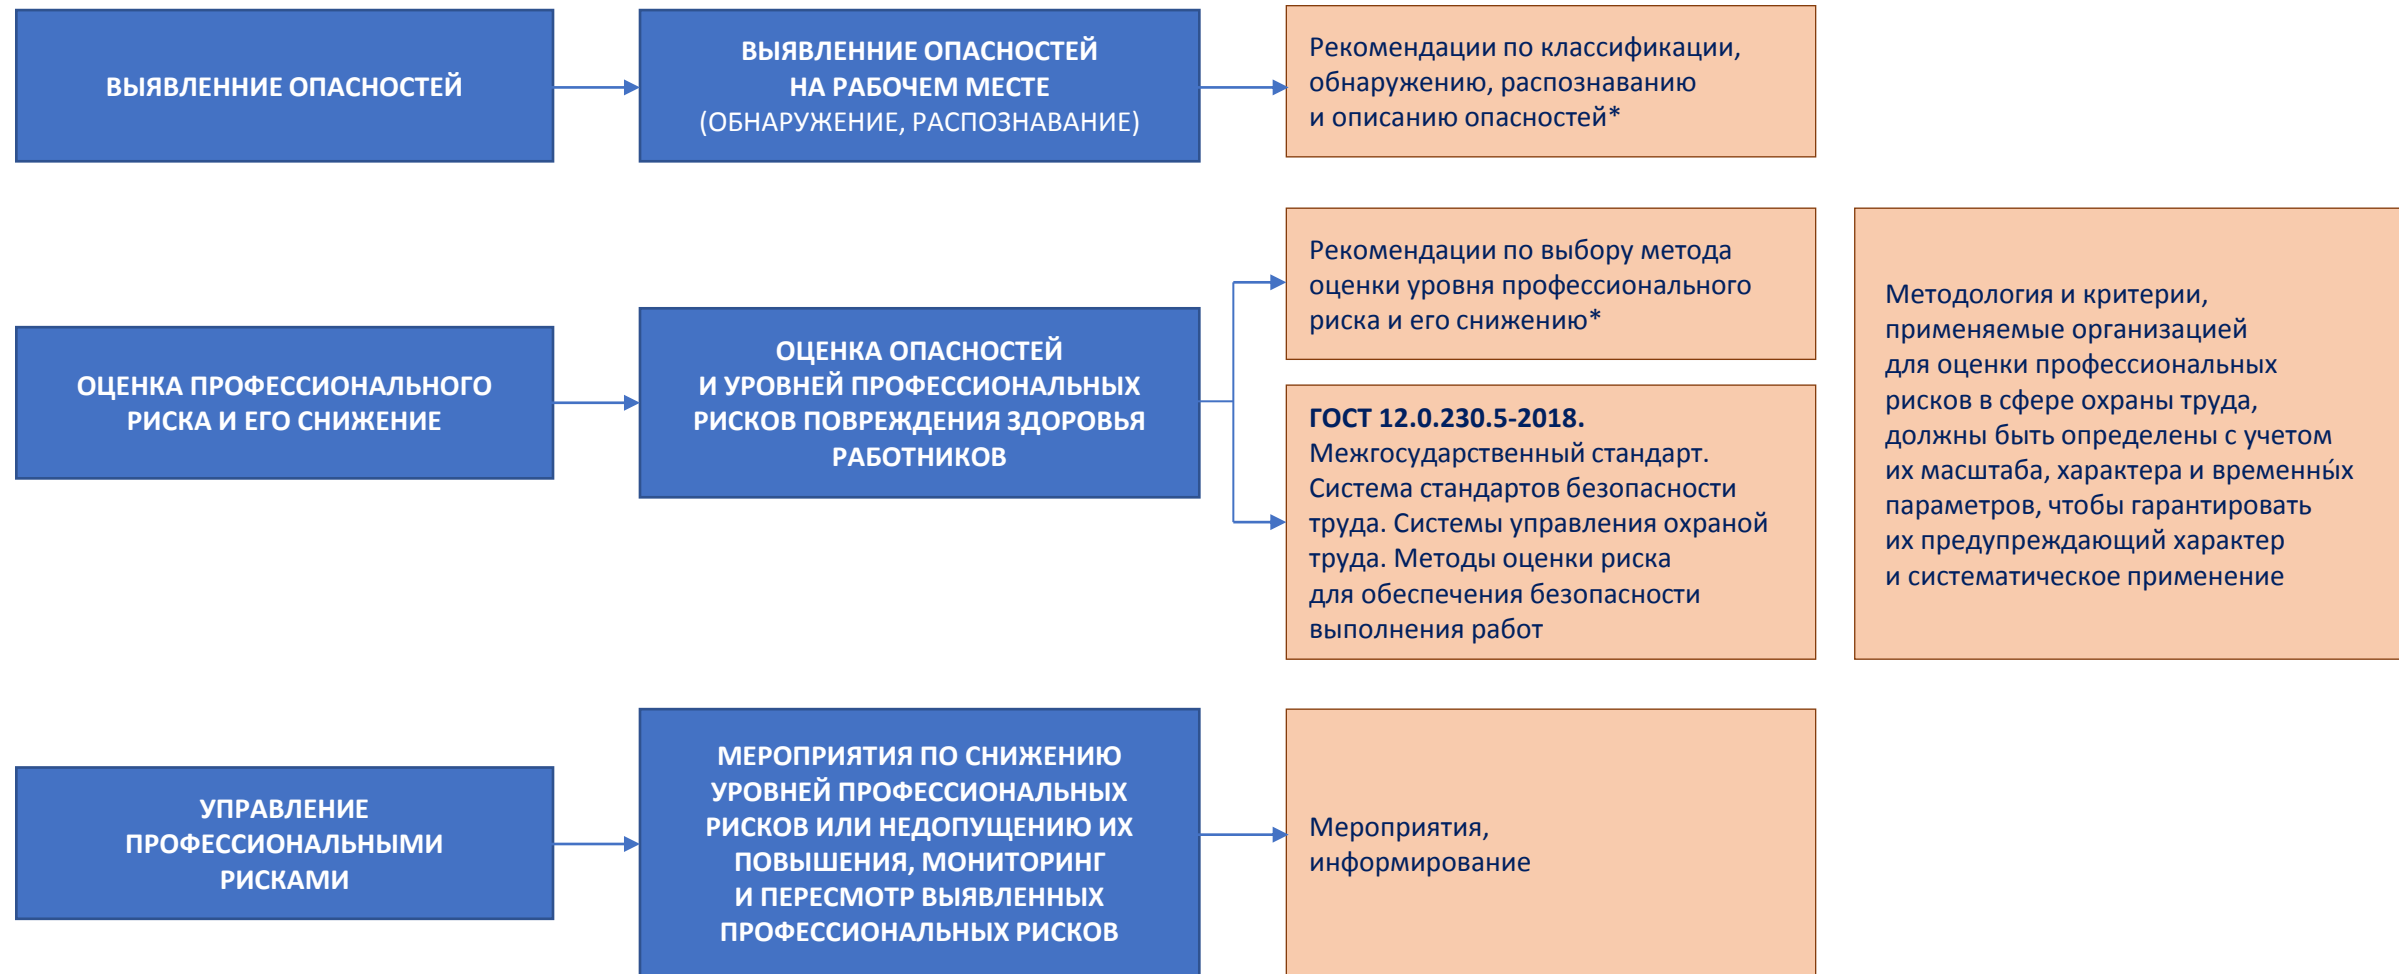 ВЫЯВЛЕННИЕ ОПАСНОСТЕЙ
ВЫЯВЛЕННИЕ ОПАСНОСТЕЙ
НА РАБОЧЕМ МЕСТЕ
(ОБНАРУЖЕНИЕ, РАСПОЗНАВАНИЕ)
Рекомендации по классификации,
обнаружению, распознаванию
и описанию опасностей*
ОЦЕНКА ПРОФЕССИОНАЛЬНОГО
РИСКА И ЕГО СНИЖЕНИЕ
ОЦЕНКА ОПАСНОСТЕЙ
И УРОВНЕЙ ПРОФЕССИОНАЛЬНЫХ
РИСКОВ ПОВРЕЖДЕНИЯ ЗДОРОВЬЯ
РАБОТНИКОВ
Рекомендации по выбору метода
оценки уровня профессионального
риска и его снижению*
ГОСТ 12.0.230.5-2018.
Межгосударственный стандарт.
Система стандартов безопасности
труда. Системы управления охраной
труда. Методы оценки риска
для обеспечения безопасности
выполнения работ
Методология и критерии,
применяемые организацией
для оценки профессиональных
рисков в сфере охраны труда,
должны быть определены с учетом
их масштаба, характера и временны́х
параметров, чтобы гарантировать
их предупреждающий характер
и систематическое применение
УПРАВЛЕНИЕ
ПРОФЕССИОНАЛЬНЫМИ
РИСКАМИ
МЕРОПРИЯТИЯ ПО СНИЖЕНИЮ
УРОВНЕЙ ПРОФЕССИОНАЛЬНЫХ
РИСКОВ ИЛИ НЕДОПУЩЕНИЮ ИХ
ПОВЫШЕНИЯ, МОНИТОРИНГ
И ПЕРЕСМОТР ВЫЯВЛЕННЫХ
ПРОФЕССИОНАЛЬНЫХ РИСКОВ
Мероприятия,
информирование